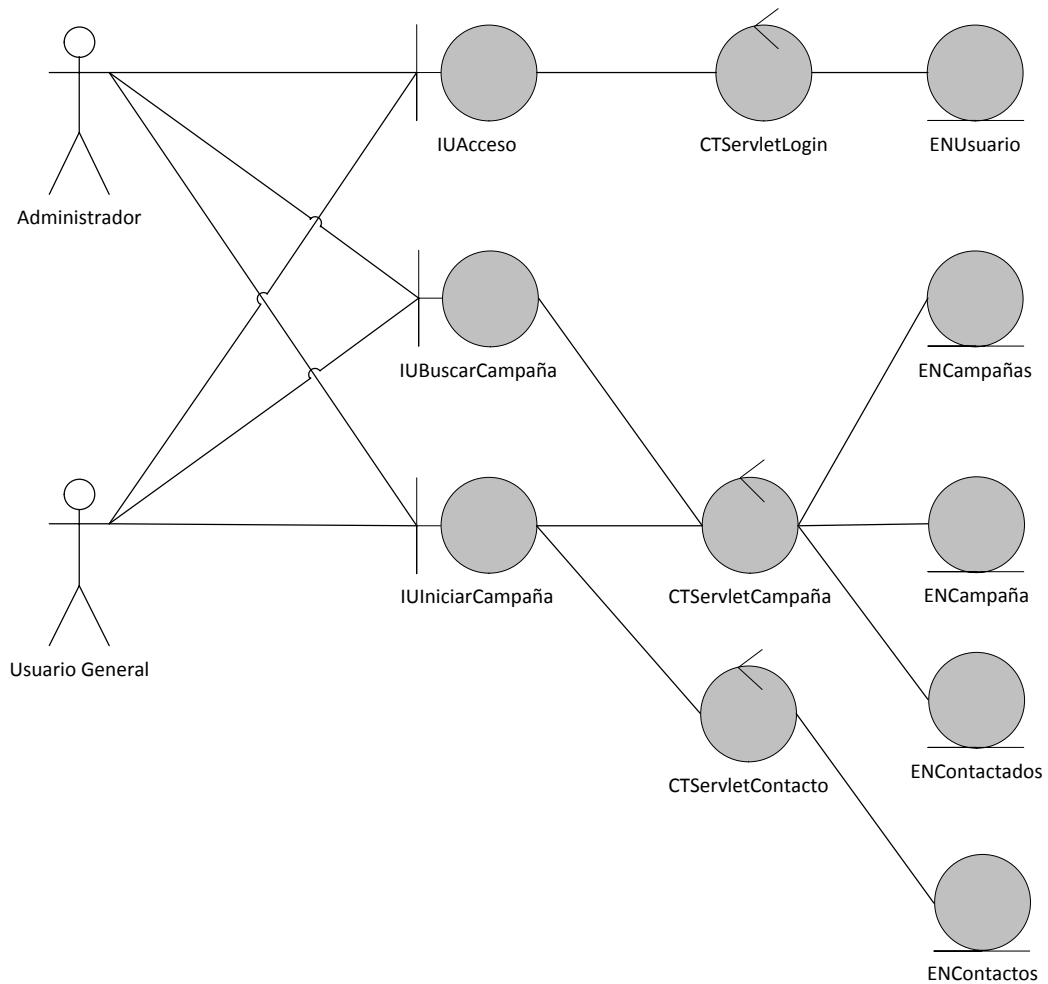 IUAcceso
CTServletLogin
ENUsuario
Administrador
IUBuscarCampaña
ENCampañas
IUIniciarCampaña
CTServletCampaña
ENCampaña
Usuario General
ENContactados
CTServletContacto
ENContactos